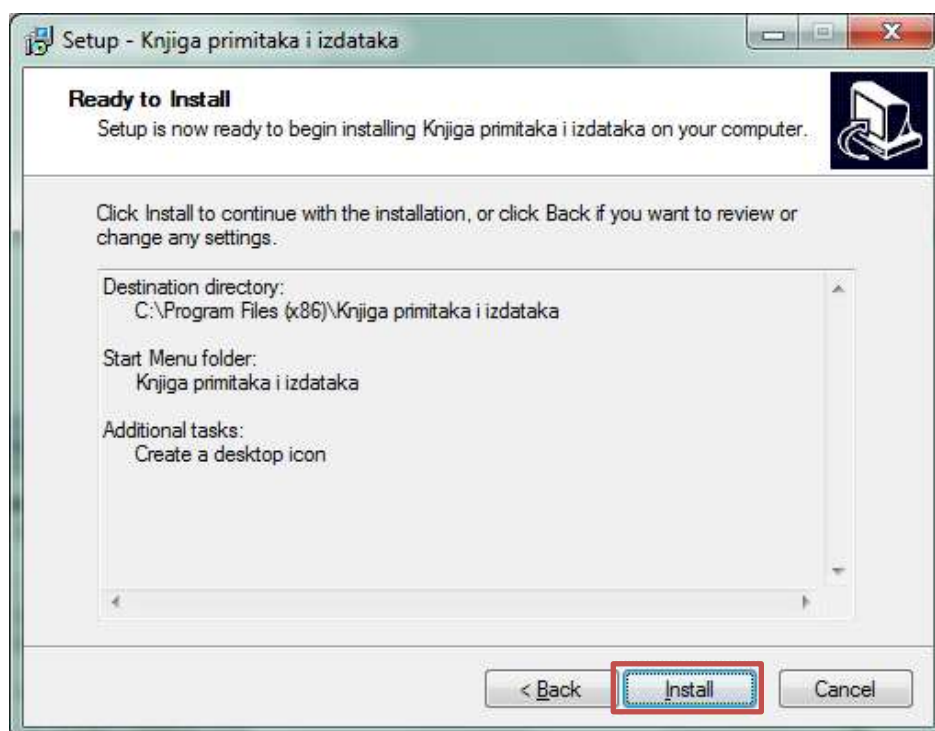 Setup - Knjiga primitaka i izdataka
Ready to Install
Setup is now ready to begin installing Knjiga primitaka i izdataka on your computer.
Click Install to continue with the installation, or click Back if you want to review or
change any settings.
Destination directory:
C:\Program Files (x86)\Knjiga primitaka i izdataka
Start Menu folder:
Knjiga primitaka i izdataka
Additional tasks:
Create a desktop icon
< Back Install Cancel